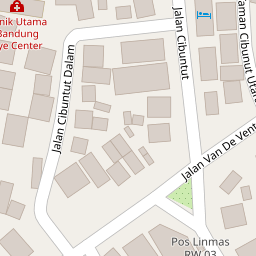 nik Utama
Bandung
ye Center
Jalan Cibuntut Dalam
Jalan Cibuntut
aman Cibunut Utara
Jalan Van De Vent
Pos Linmas
RW 03